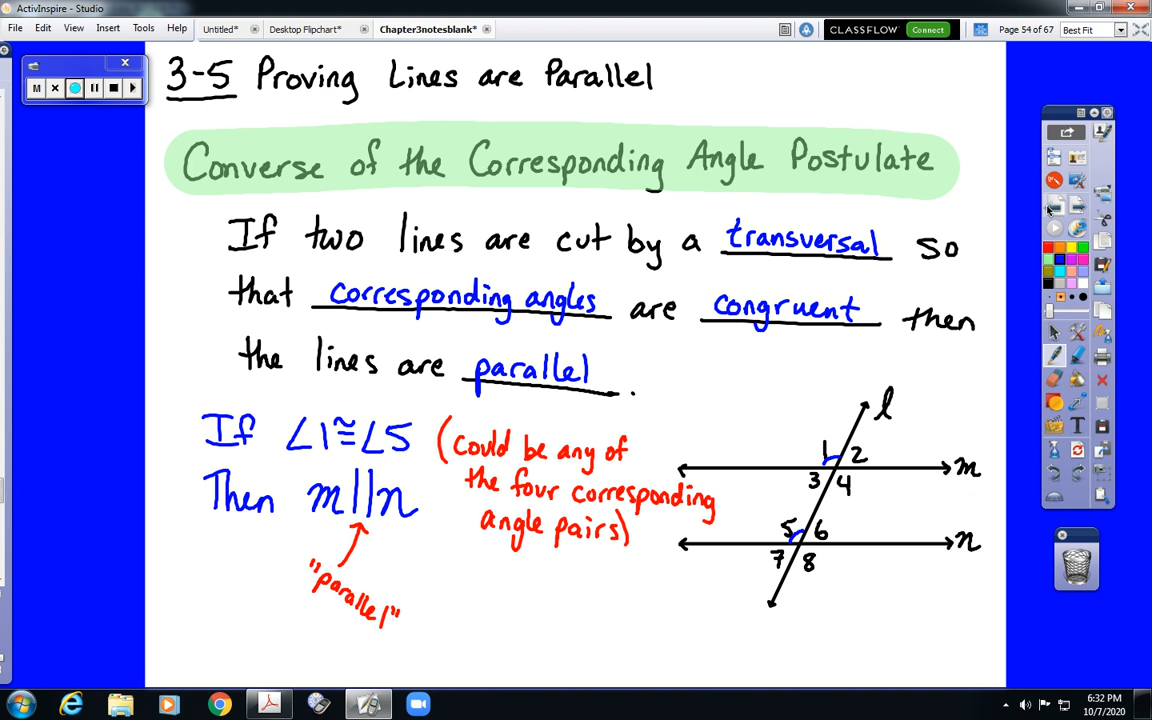 ActivInspire - Studio
File Edit View Insert Tools Help
Untitled* Desktop Flipchart* Chapter3notesblank*
CLASSFLOW Connect
Page 54 of 67 Best Fit
M
3-5 Proving Lines are Parallel
Converse of the Corresponding Angle Postulate
If two lines are cut by a transversal so
that corresponding angles are congruent then
the lines are parallel.
If ∠1≅∠5 (could be any of
the four corresponding
angle pairs)
Then m||n
"parallel"
l
1 2 m
3 4
5 6 n
7 8
6:32 PM
10/7/2020